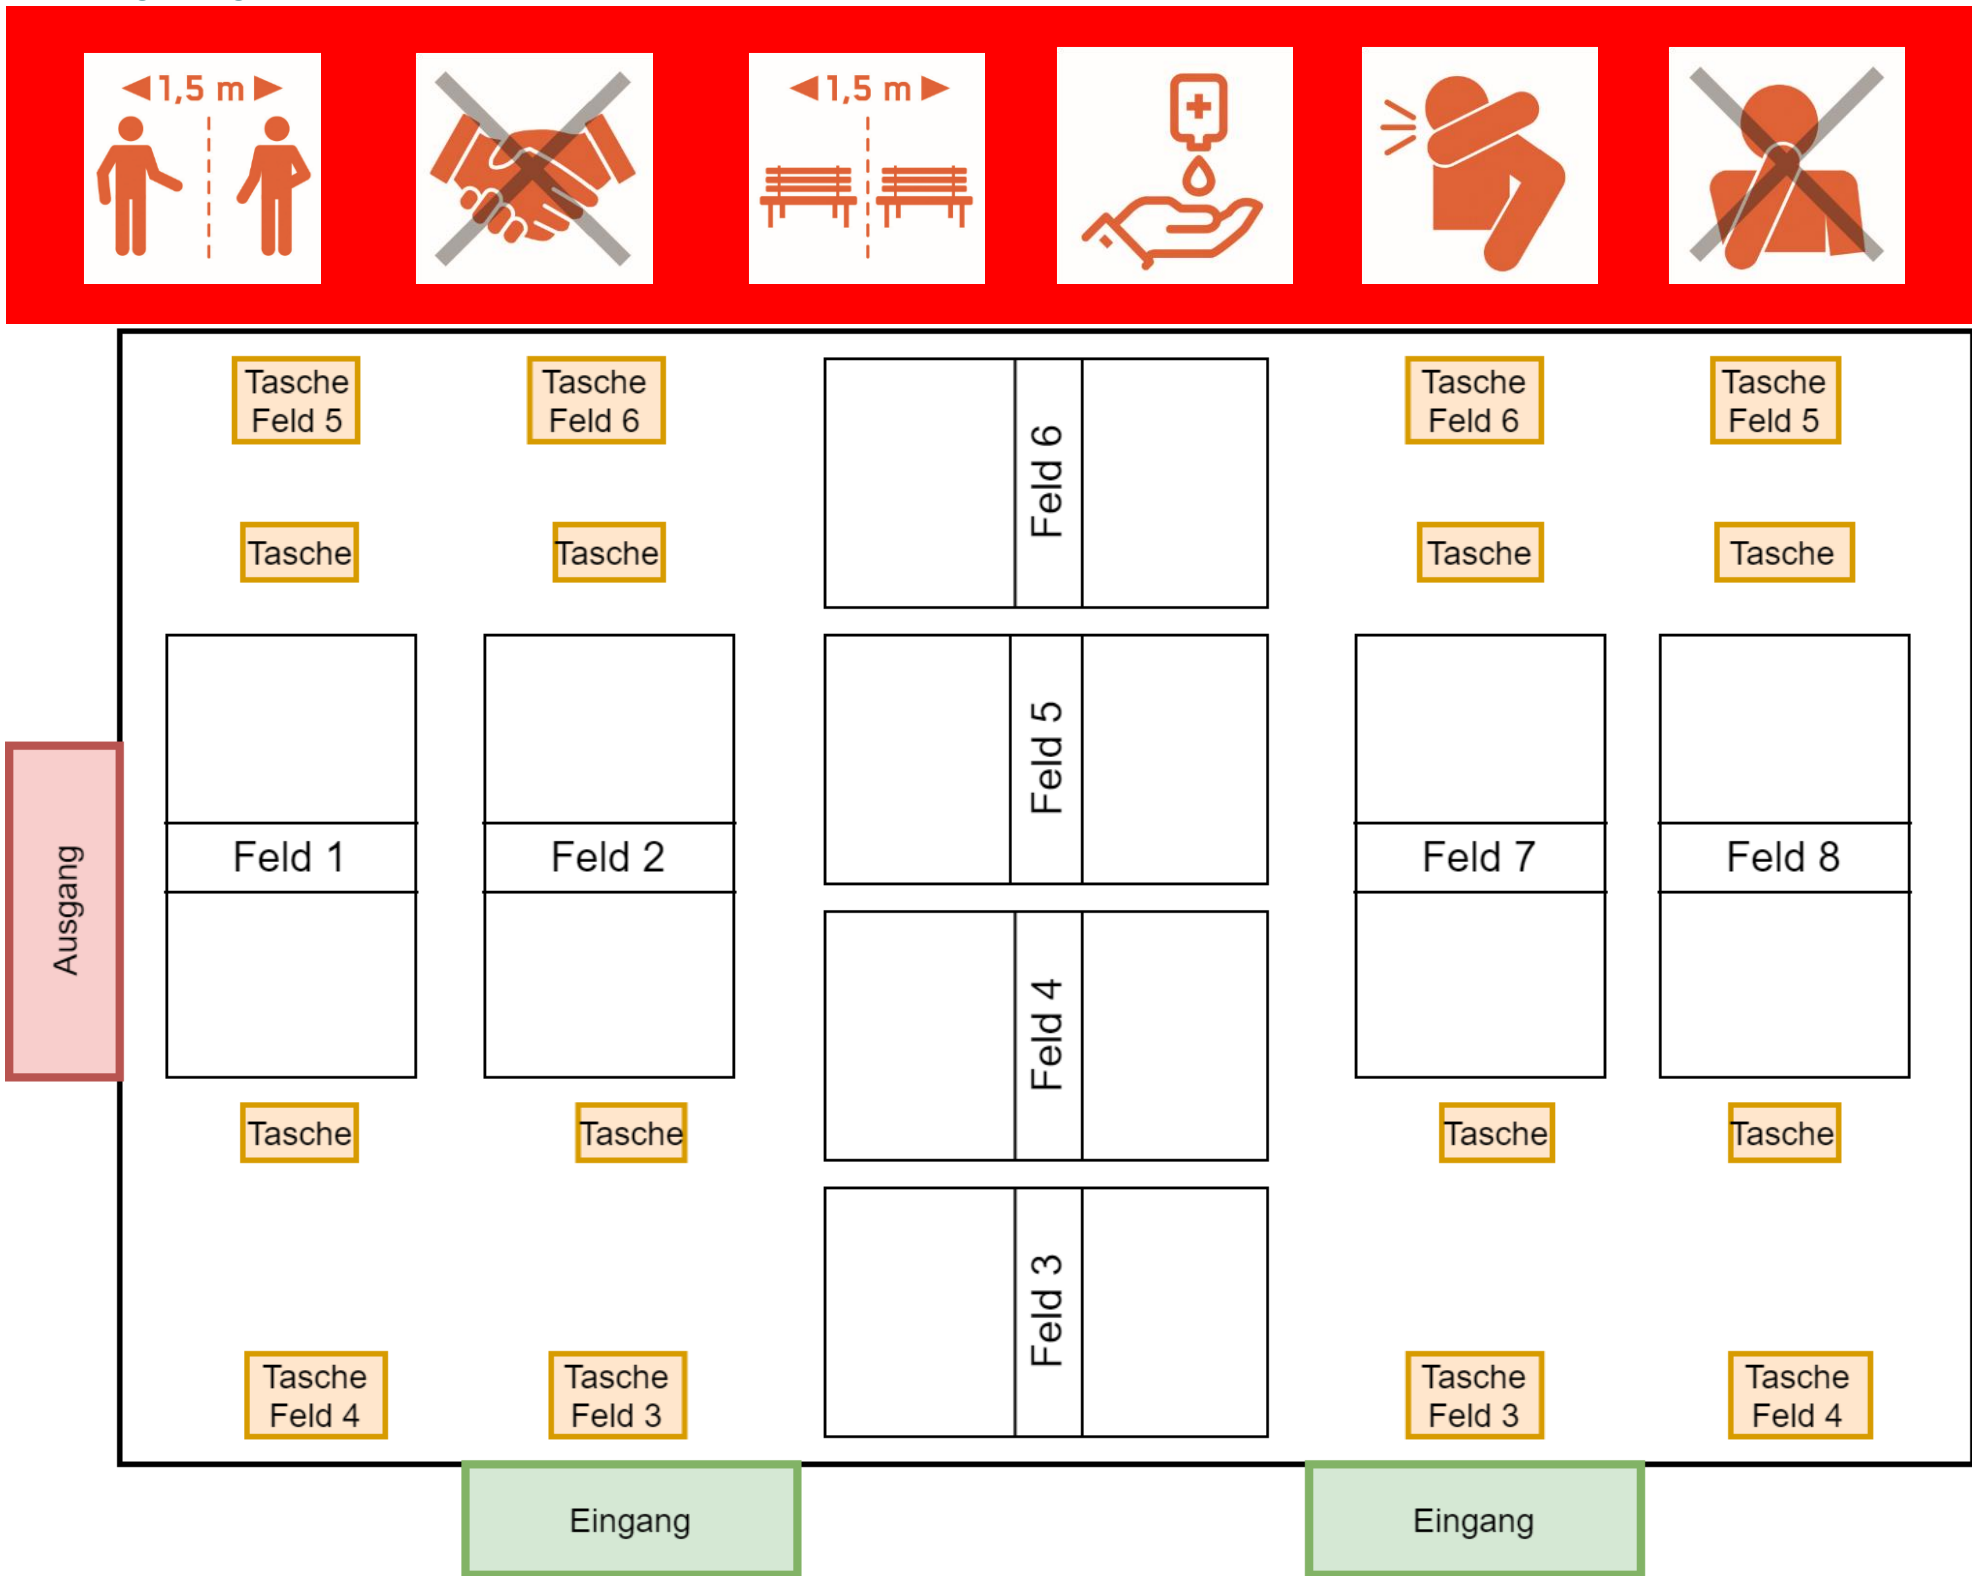 1,5 m
1,5 m
Tasche
Feld 5
Tasche
Feld 6
Feld 6
Tasche
Feld 6
Tasche
Feld 5
Tasche
Tasche
Tasche
Tasche
Feld 5
Ausgang
Feld 1
Feld 2
Feld 7
Feld 8
Feld 4
Tasche
Tasche
Tasche
Tasche
Feld 3
Tasche
Feld 4
Tasche
Feld 3
Tasche
Feld 3
Tasche
Feld 4
Eingang
Eingang